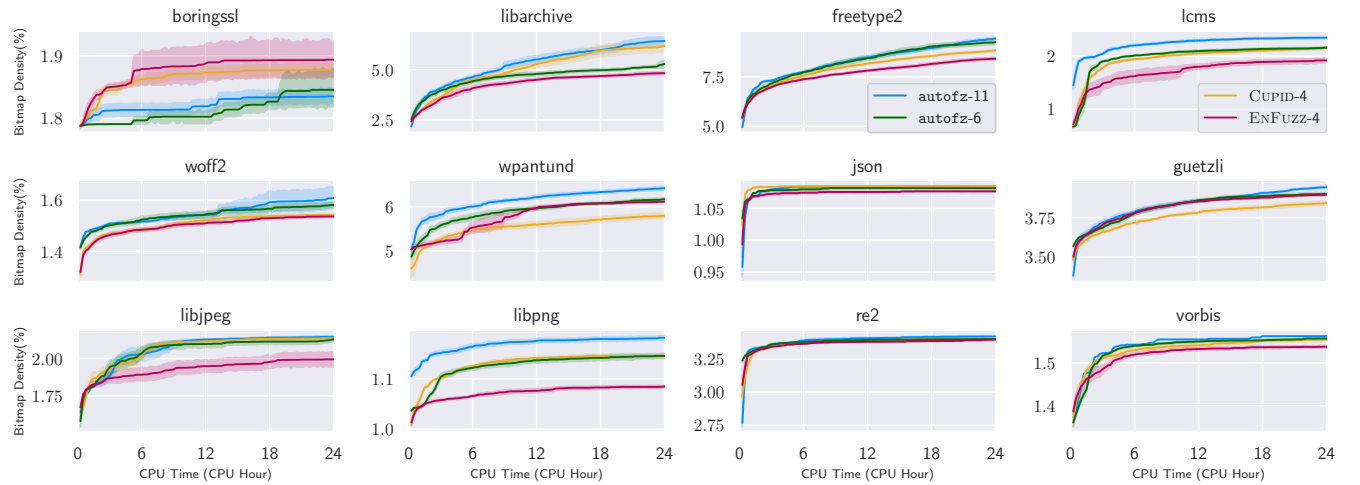 boringssl
libarchive
freetype2
lcms
Bitmap Density(%)
1.9
1.8
5.0
2.5
7.5
5.0
autofz-11
autofz-6
2
1
CUPID-4
ENFUZZ-4
woff2
wpantund
json
guetzli
Bitmap Density(%)
1.6
1.4
6
5
1.05
1.00
0.95
3.75
3.50
libjpeg
libpng
re2
vorbis
Bitmap Density(%)
2.00
1.75
1.1
1.0
3.25
3.00
2.75
1.5
1.4
0 6 12 18 24
0 6 12 18 24
0 6 12 18 24
0 6 12 18 24
CPU Time (CPU Hour)
CPU Time (CPU Hour)
CPU Time (CPU Hour)
CPU Time (CPU Hour)